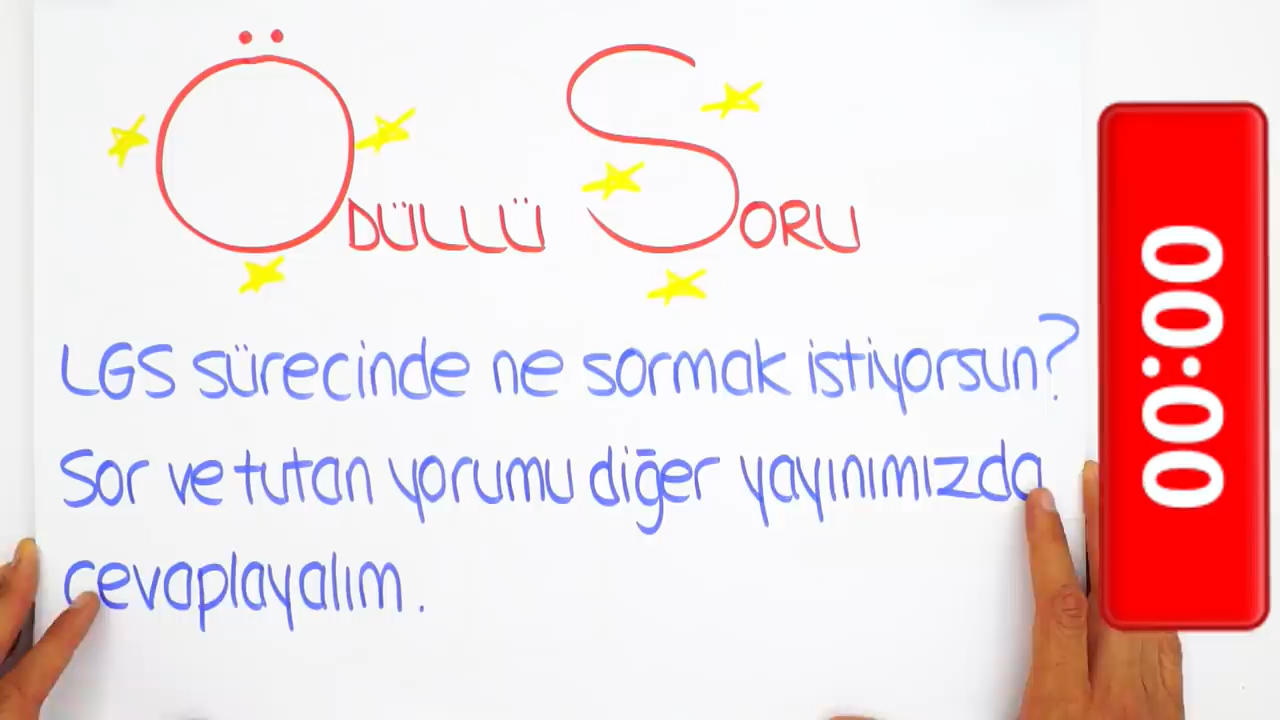 ÖDÜLLÜ SORU
LGS sürecinde ne sormak istiyorsun?
Sor ve tutan yorumu diğer yayınımızda
cevaplayalım.
00:00